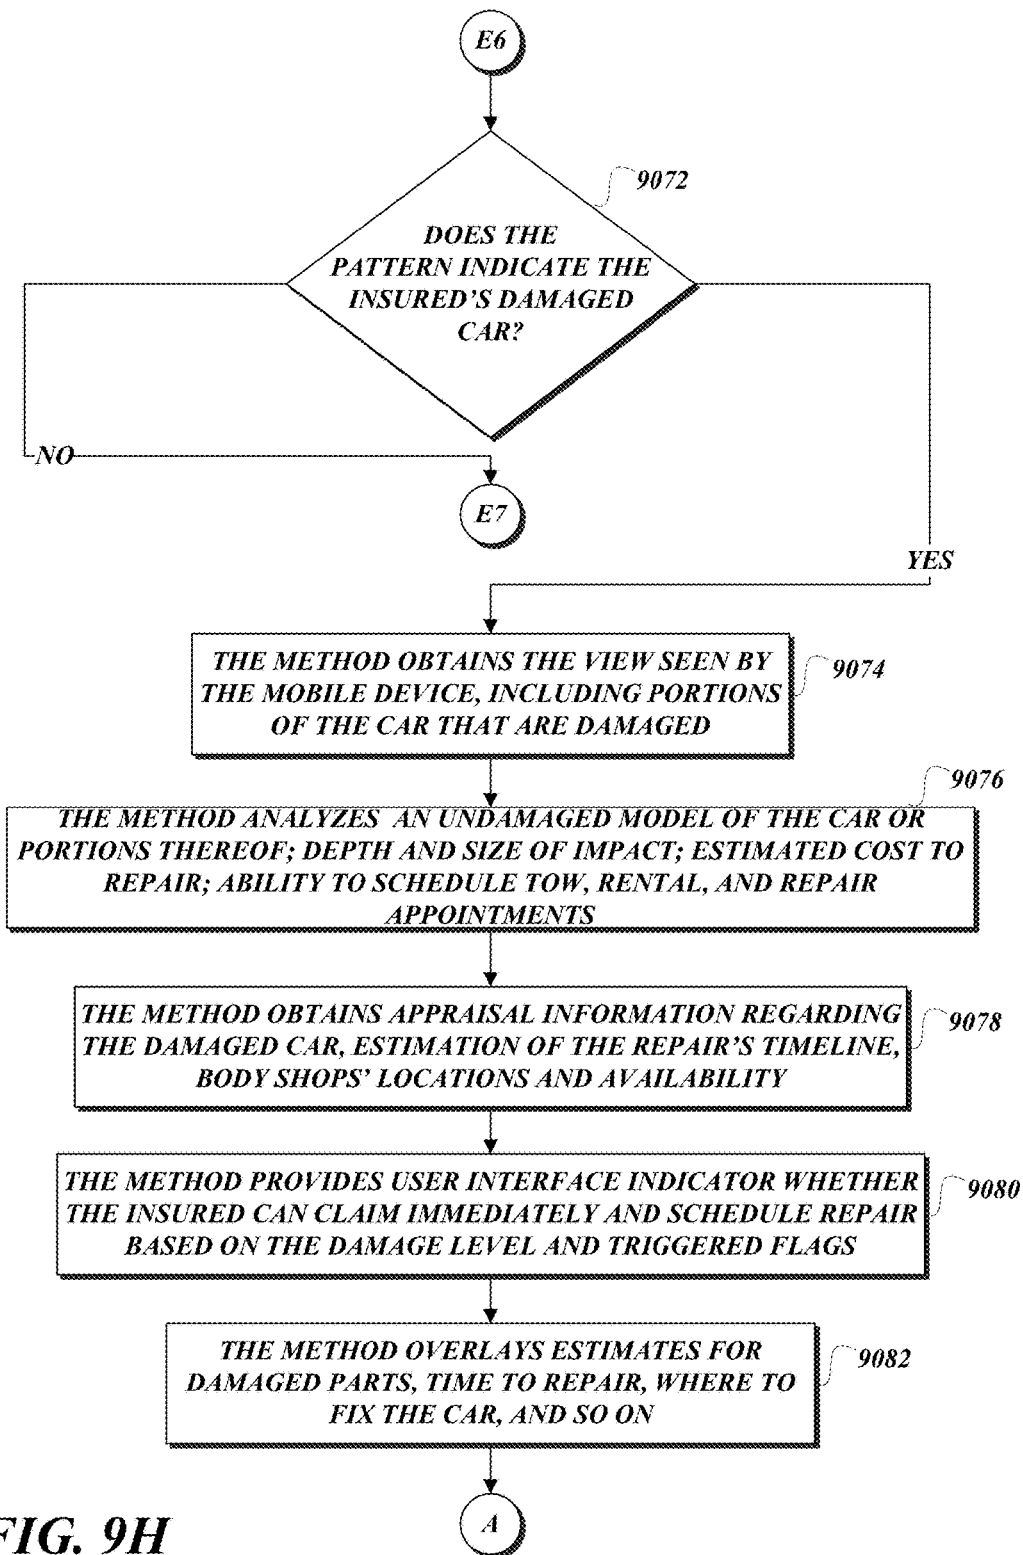 E6
9072
DOES THE
PATTERN INDICATE THE
INSURED'S DAMAGED
CAR?
NO
E7
YES
THE METHOD OBTAINS THE VIEW SEEN BY
THE MOBILE DEVICE, INCLUDING PORTIONS
OF THE CAR THAT ARE DAMAGED
9074
9076
THE METHOD ANALYZES AN UNDAMAGED MODEL OF THE CAR OR
PORTIONS THEREOF; DEPTH AND SIZE OF IMPACT; ESTIMATED COST TO
REPAIR; ABILITY TO SCHEDULE TOW, RENTAL, AND REPAIR
APPOINTMENTS
THE METHOD OBTAINS APPRAISAL INFORMATION REGARDING
THE DAMAGED CAR, ESTIMATION OF THE REPAIR'S TIMELINE,
BODY SHOPS' LOCATIONS AND AVAILABILITY
9078
THE METHOD PROVIDES USER INTERFACE INDICATOR WHETHER
THE INSURED CAN CLAIM IMMEDIATELY AND SCHEDULE REPAIR
BASED ON THE DAMAGE LEVEL AND TRIGGERED FLAGS
9080
THE METHOD OVERLAYS ESTIMATES FOR
DAMAGED PARTS, TIME TO REPAIR, WHERE TO
FIX THE CAR, AND SO ON
9082
A
FIG. 9H